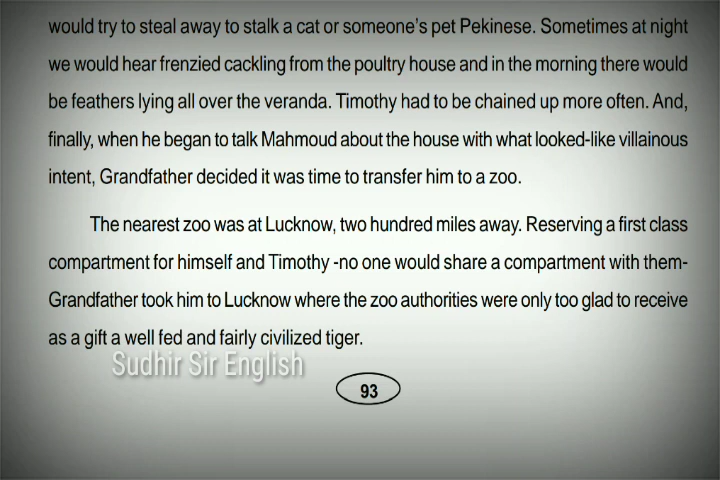 would try to steal away to stalk a cat or someone's pet Pekinese. Sometimes at night
we would hear frenzied cackling from the poultry house and in the morning there would
be feathers lying all over the veranda. Timothy had to be chained up more often. And,
finally, when he began to talk Mahmoud about the house with what looked-like villainous
intent, Grandfather decided it was time to transfer him to a zoo.
The nearest zoo was at Lucknow, two hundred miles away. Reserving a first class
compartment for himself and Timothy -no one would share a compartment with them-
Grandfather took him to Lucknow where the zoo authorities were only too glad to receive
as a gift a well fed and fairly civilized tiger.
Sudhir Sir English
93